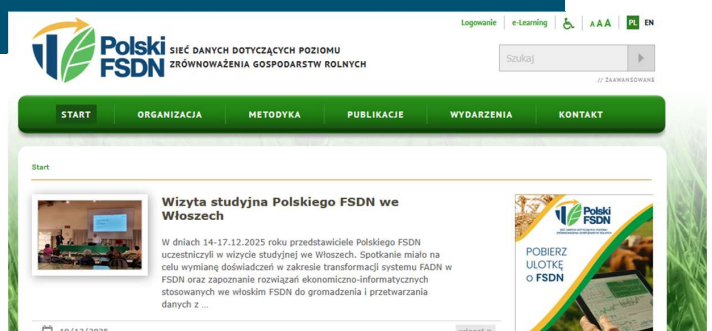 Logowanie e-Learning A A A PL EN
Polski
FSDN
SIEĆ DANYCH DOTYCZĄCYCH POZIOMU
ZRÓWNOWAŻENIA GOSPODARSTW ROLNYCH
Szukaj
// ZAAWANSOWANE
START ORGANIZACJA METODYKA PUBLIKACJE WYDARZENIA KONTAKT
Start
Wizyta studyjna Polskiego FSDN we
Włoszech
W dniach 14-17.12.2025 roku przedstawiciele Polskiego FSDN
uczestniczyli w wizycie studyjnej we Włoszech. Spotkanie miało na
celu wymianę doświadczeń w zakresie transformacji systemu FADN w
FSDN oraz zapoznanie rozwiązań ekonomiczno-informatycznych
stosowanych we włoskim FSDN do gromadzenia i przetwarzania
danych z ...
Polski
FSDN
POBIERZ
ULOTKĘ
o FSDN